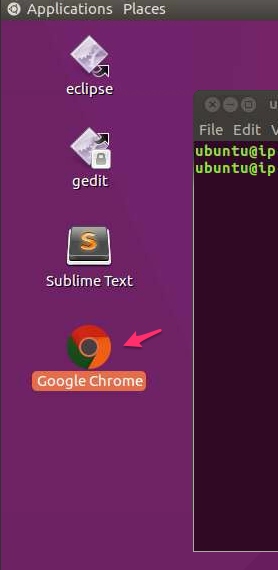 Applications Places
eclipse
gedit
Sublime Text
Google Chrome
u
File Edit V
ubuntu@ip
ubuntu@ip